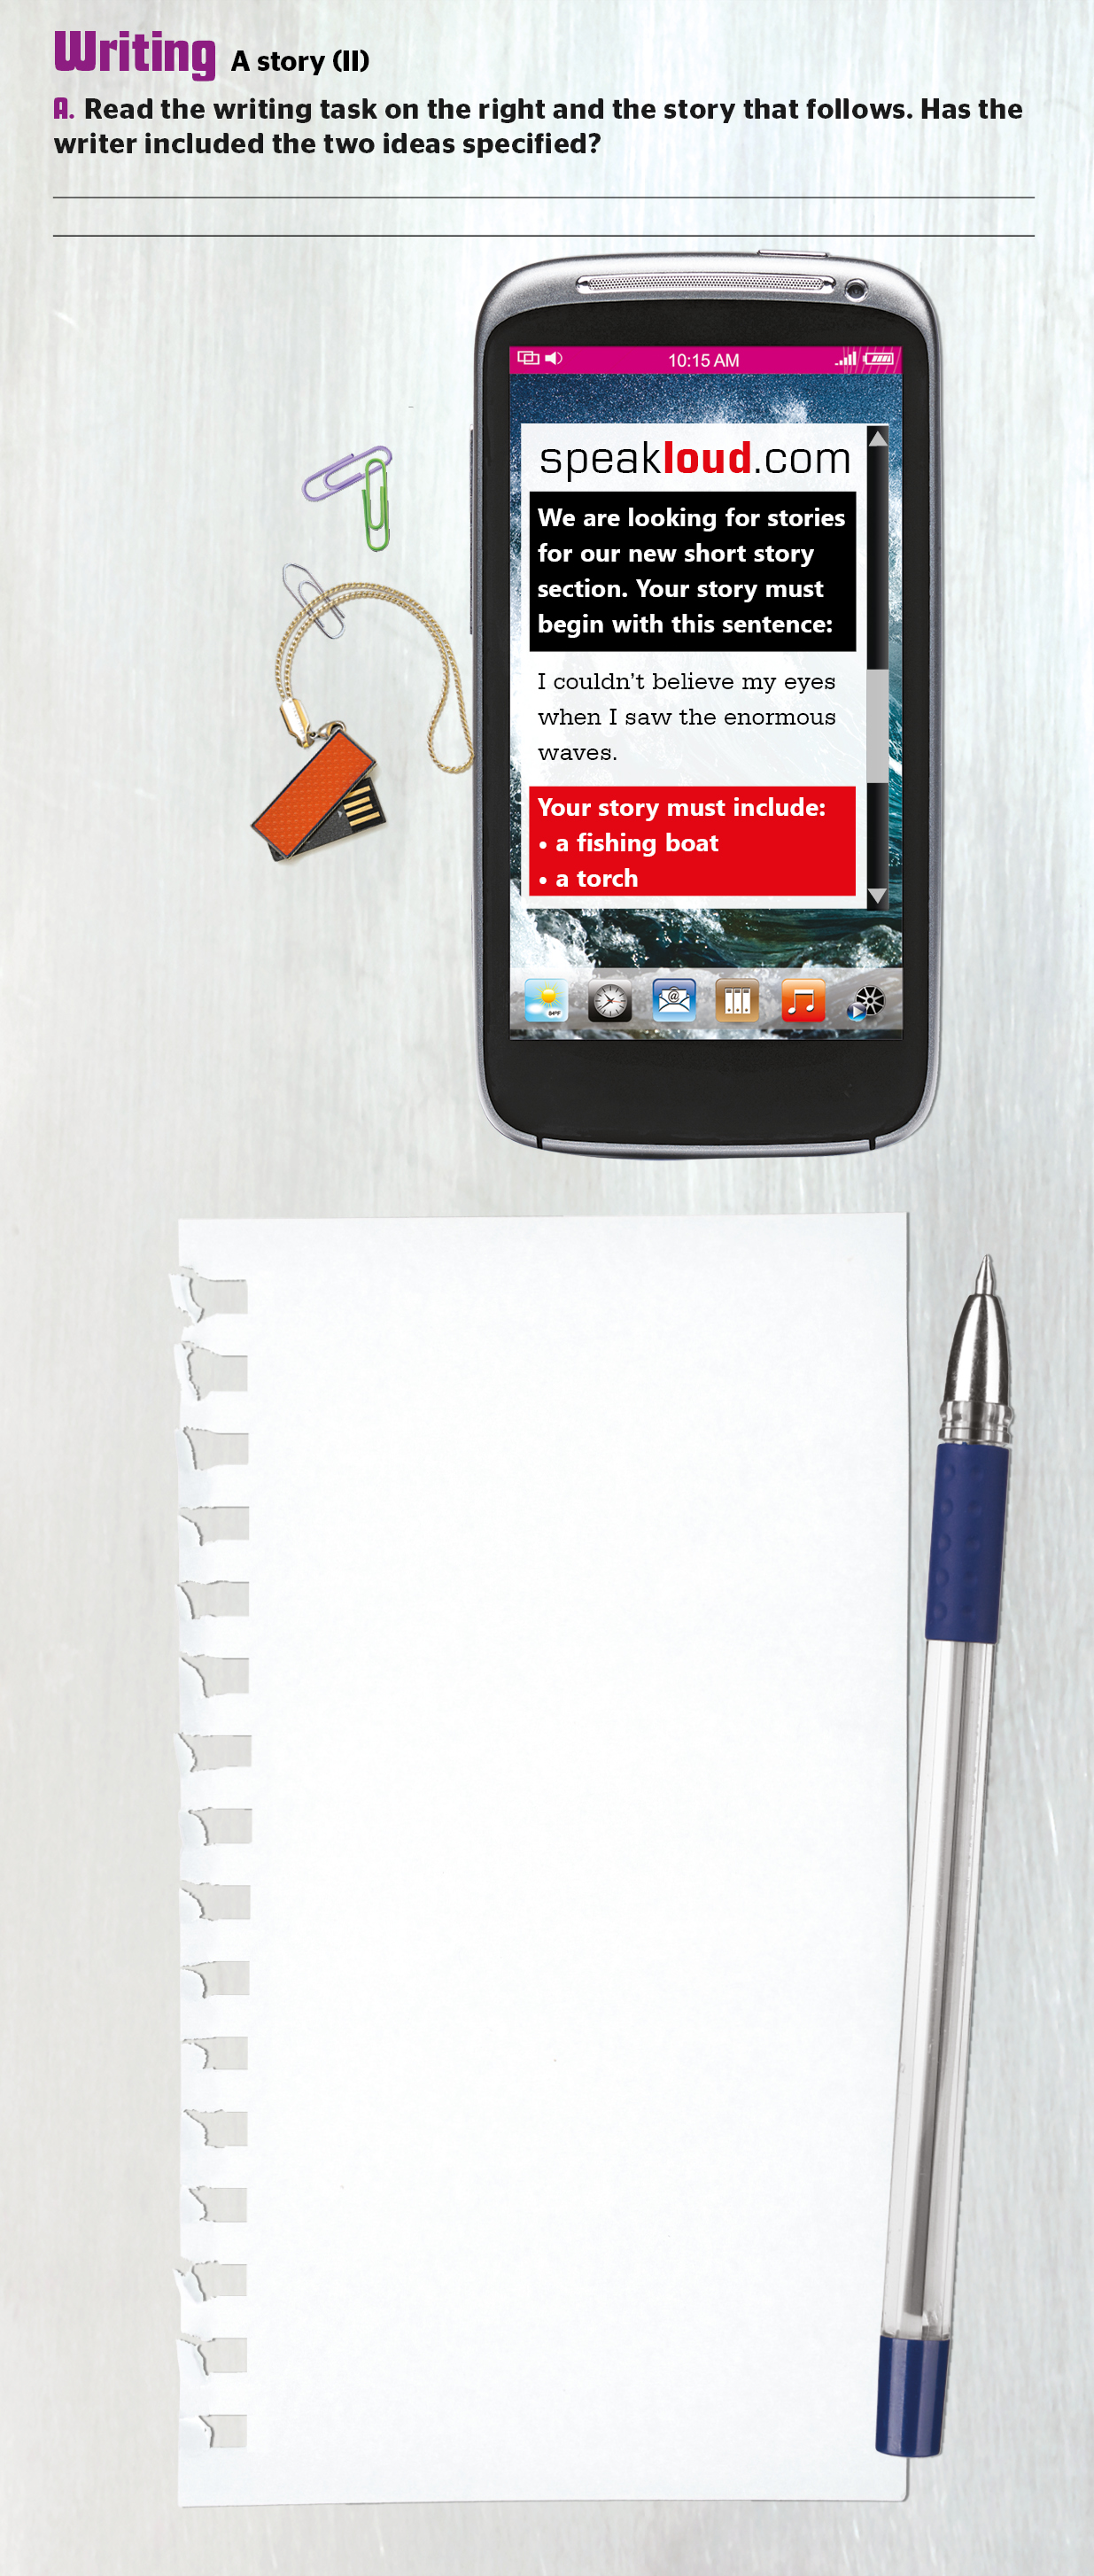 Writing A story (II)
A. Read the writing task on the right and the story that follows. Has the
writer included the two ideas specified?
10:15 AM
speakloud.com
We are looking for stories
for our new short story
section. Your story must
begin with this sentence:
I couldn't believe my eyes
when I saw the enormous
waves.
Your story must include:
• a fishing boat
• a torch